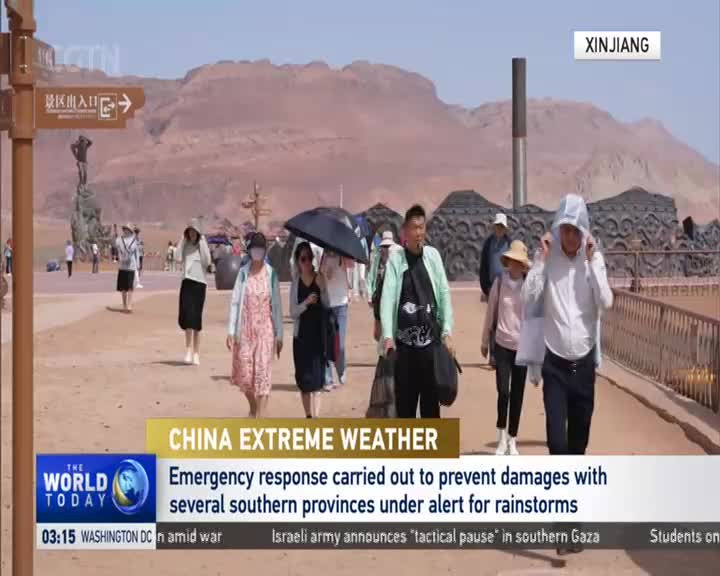 CGTN
XINJIANG
景区出入口
CHINA EXTREME WEATHER
Emergency response carried out to prevent damages with
several southern provinces under alert for rainstorms
THE
WORLD
TODAY
03:15 WASHINGTON DC
n amid war Israeli army announces "tactical pause" in southern Gaza Students on